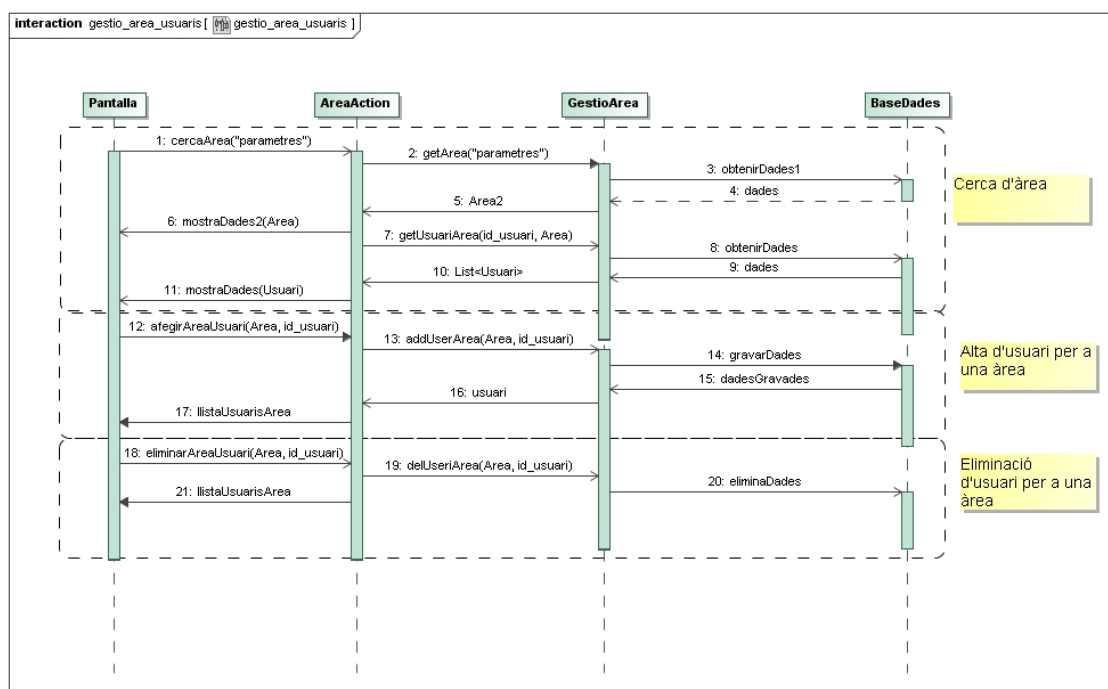 interaction gestio_area_usuaris [ gestio_area_usuaris ]
Pantalla
AreaAction
GestioArea
BaseDades
1: cercaArea("parametres")
2: getArea("parametres")
3: obtenirDades1
4: dades
5: Area2
6: mostraDades2(Area)
7: getUsuariArea(id_usuari, Area)
8: obtenirDades
9: dades
10: List<Usuari>
11: mostraDades(Usuari)
Cerca d'àrea
12: afegirAreaUsuari(Area, id_usuari)
13: addUserArea(Area, id_usuari)
14: gravarDades
15: dadesGravades
16: usuari
17: llistaUsuarisArea
Alta d'usuari per a
una àrea
18: eliminarAreaUsuari(Area, id_usuari)
19: delUseriArea(Area, id_usuari)
20: eliminaDades
21: llistaUsuarisArea
Eliminació
d'usuari per a una
àrea